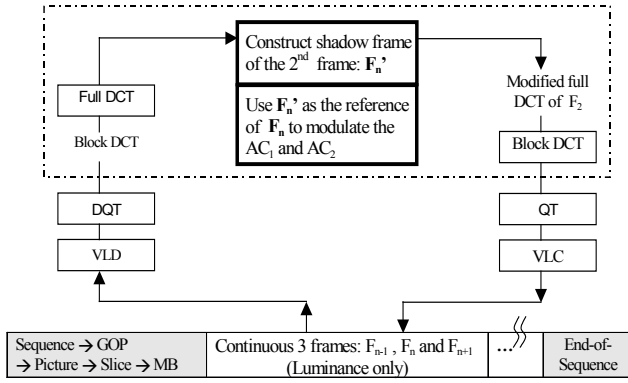 Construct shadow frame
of the 2nd frame: Fn’
Use Fn’ as the reference
of Fn to modulate the
AC1 and AC2
Full DCT
Block DCT
DQT
VLD
Modified full
DCT of F2
Block DCT
QT
VLC
Sequence → GOP
→ Picture → Slice → MB
Continuous 3 frames: Fn-1 , Fn and Fn+1
(Luminance only)
...
End-of-
Sequence